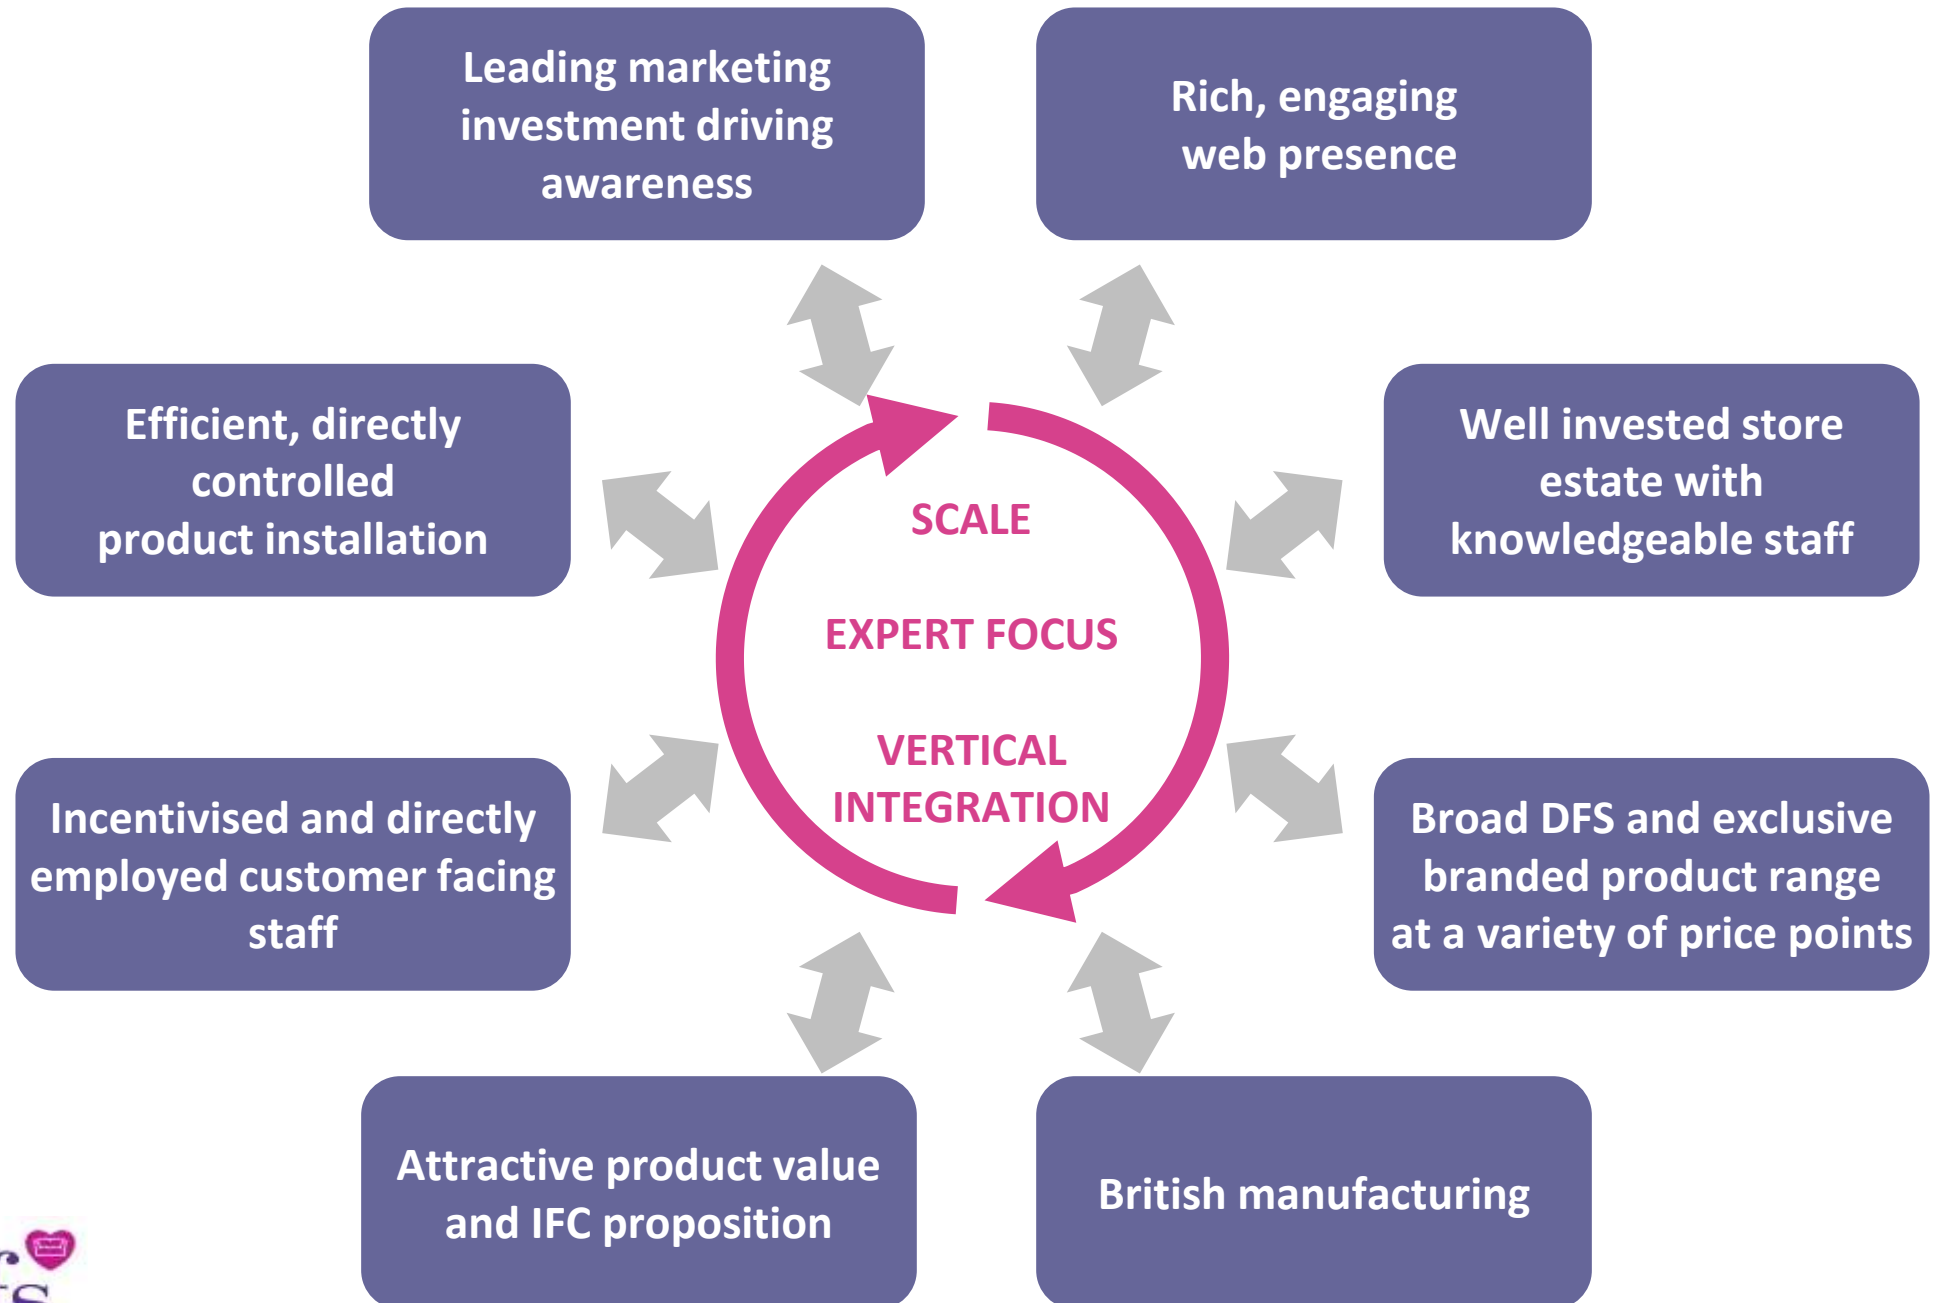 Leading marketing
investment driving
awareness
Rich, engaging
web presence
Efficient, directly
controlled
product installation
Well invested store
estate with
knowledgeable staff
SCALE
EXPERT FOCUS
VERTICAL
INTEGRATION
Incentivised and directly
employed customer facing
staff
Broad DFS and exclusive
branded product range
at a variety of price points
Attractive product value
and IFC proposition
British manufacturing